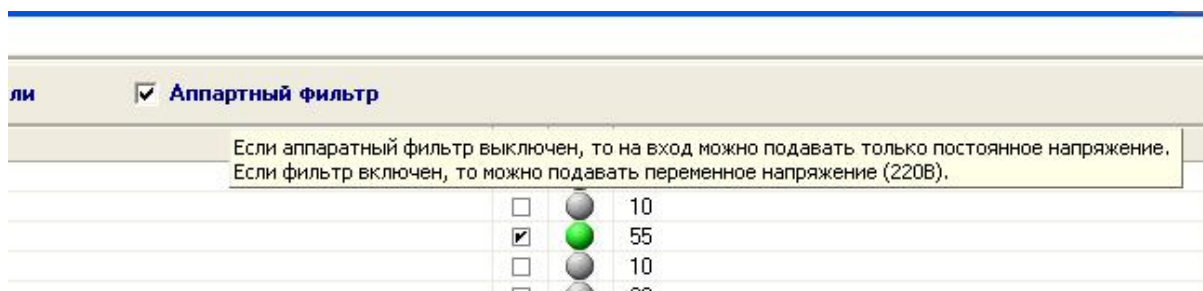 ли Аппартный фильтр
Если аппаратный фильтр выключен, то на вход можно подавать только постоянное напряжение.
Если фильтр включен, то можно подавать переменное напряжение (220В).
10
55
10